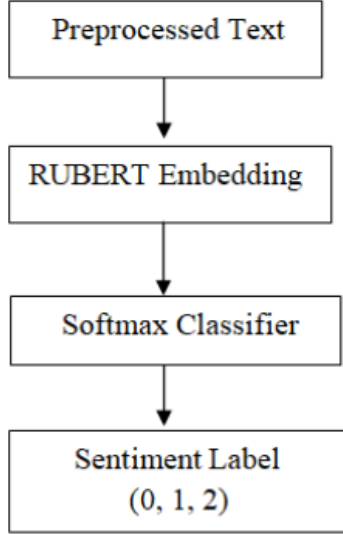 Preprocessed Text
RUBERT Embedding
Softmax Classifier
Sentiment Label
(0, 1, 2)